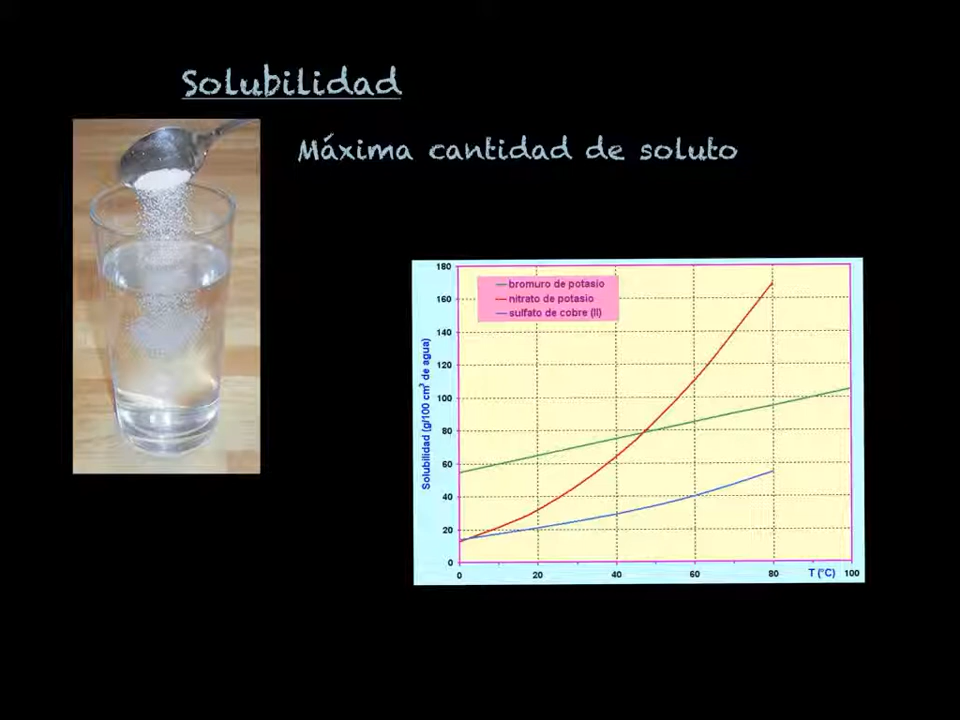 Solubilidad
Máxima cantidad de soluto
180
160
140
120
100
80
60
40
20
0
Solubilidad (g/100 cm³ de agua)
bromuro de potasio
nitrato de potasio
sulfato de cobre (II)
0 20 40 60 80 T (°C) 100